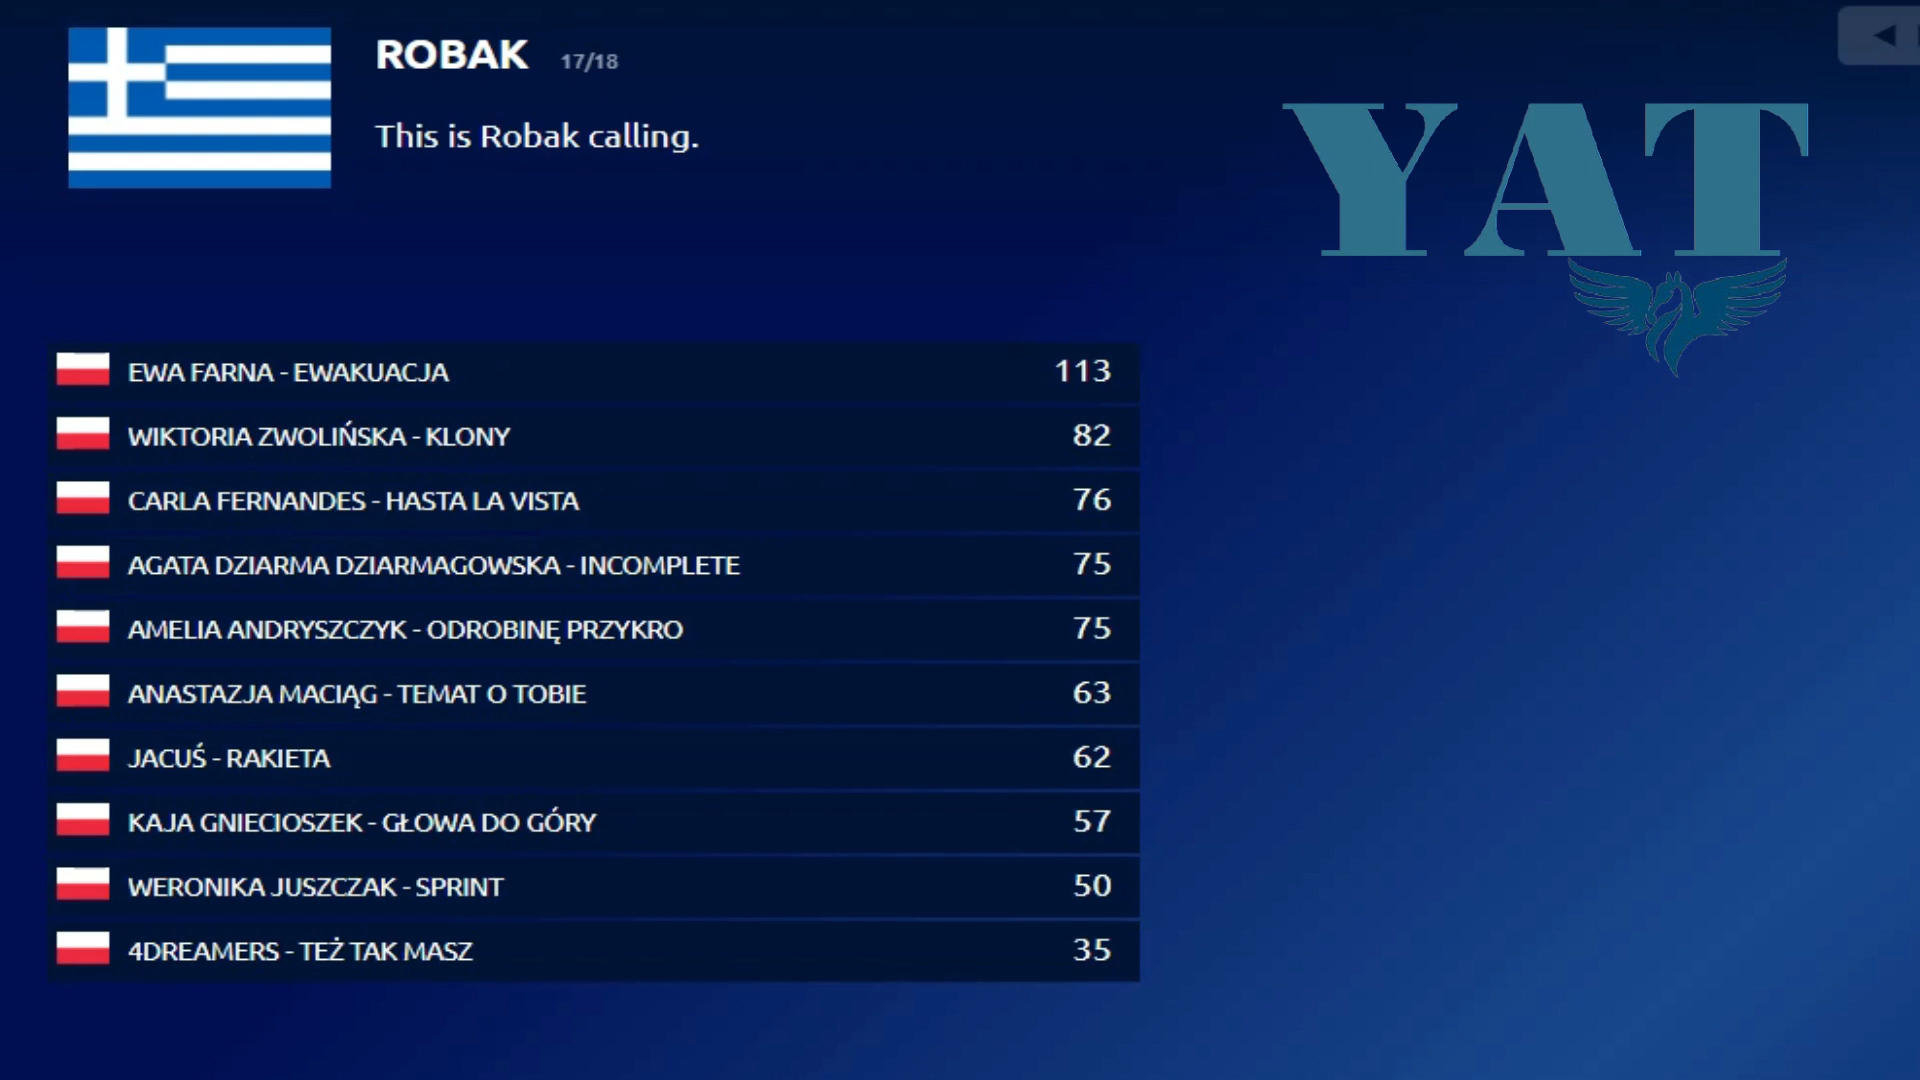 ROBAK 17/18
This is Robak calling.
YAT
EWA FARNA - EWAKUACJA 113
WIKTORIA ZWOLIŃSKA - KLONY 82
CARLA FERNANDES - HASTA LA VISTA 76
AGATA DZIARMA DZIARMAGOWSKA - INCOMPLETE 75
AMELIA ANDRYSZCZYK - ODROBINĘ PRZYKRO 75
ANASTAZJA MACIĄG - TEMAT O TOBIE 63
JACUŚ - RAKIETA 62
KAJA GNIECIOSZEK - GŁOWA DO GÓRY 57
WERONIKA JUSZCZAK - SPRINT 50
4DREAMERS - TEŻ TAK MASZ 35